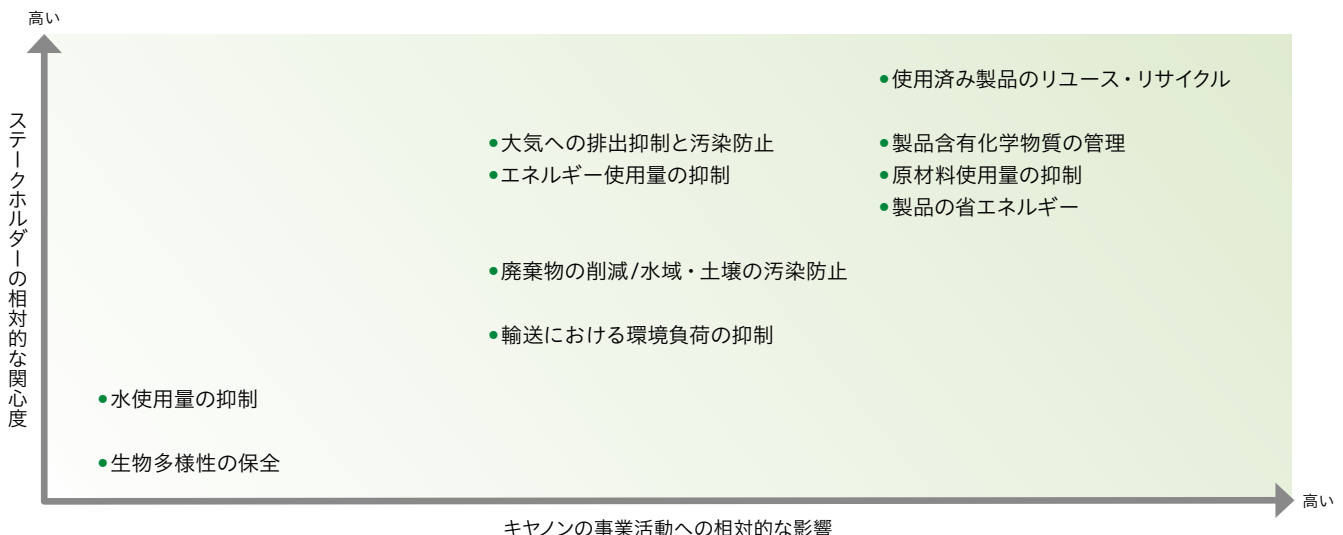 高い
ステークホルダーの相対的な関心度
●使用済み製品のリユース・リサイクル
●大気への排出抑制と汚染防止
●製品含有化学物質の管理
●エネルギー使用量の抑制
●原材料使用量の抑制
●製品の省エネルギー
●廃棄物の削減/水域・土壌の汚染防止
●輸送における環境負荷の抑制
●水使用量の抑制
●生物多様性の保全
高い
キヤノンの事業活動への相対的な影響